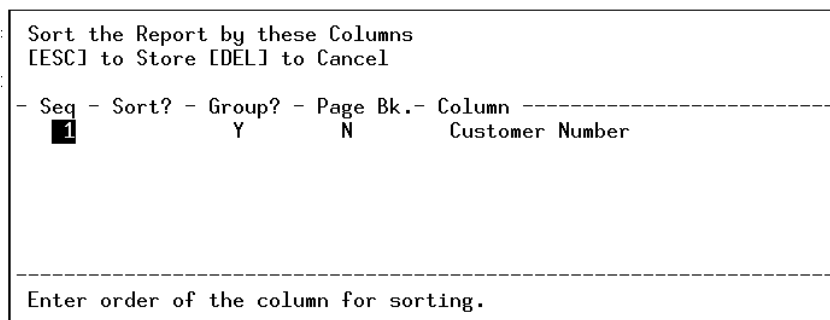 Sort the Report by these Columns
[ESC] to Store [DEL] to Cancel
- Seq - Sort? - Group? - Page Bk.- Column --------------------------
1 Y N Customer Number
--------------------------------------------------------------------
Enter order of the column for sorting.